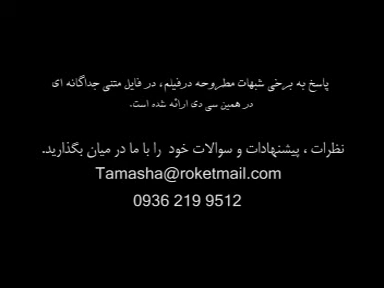 پاسخ به برخی شبهات مطروحه درفیلم، در فایل متنی جداگانه ای
در همین سی دی ارائه شده است.
نظرات ، پیشنهادات و سوالات خود را با ما در میان بگذارید.
Tamasha@roketmail.com
0936 219 9512